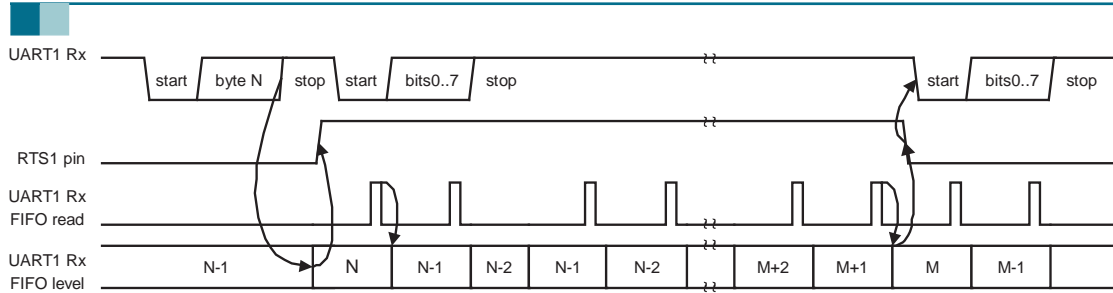 UART1 Rx
start byte N stop start bits0..7 stop start bits0..7 stop
RTS1 pin
UART1 Rx
FIFO read
UART1 Rx
FIFO level
N-1 N N-1 N-2 N-1 N-2 M+2 M+1 M M-1